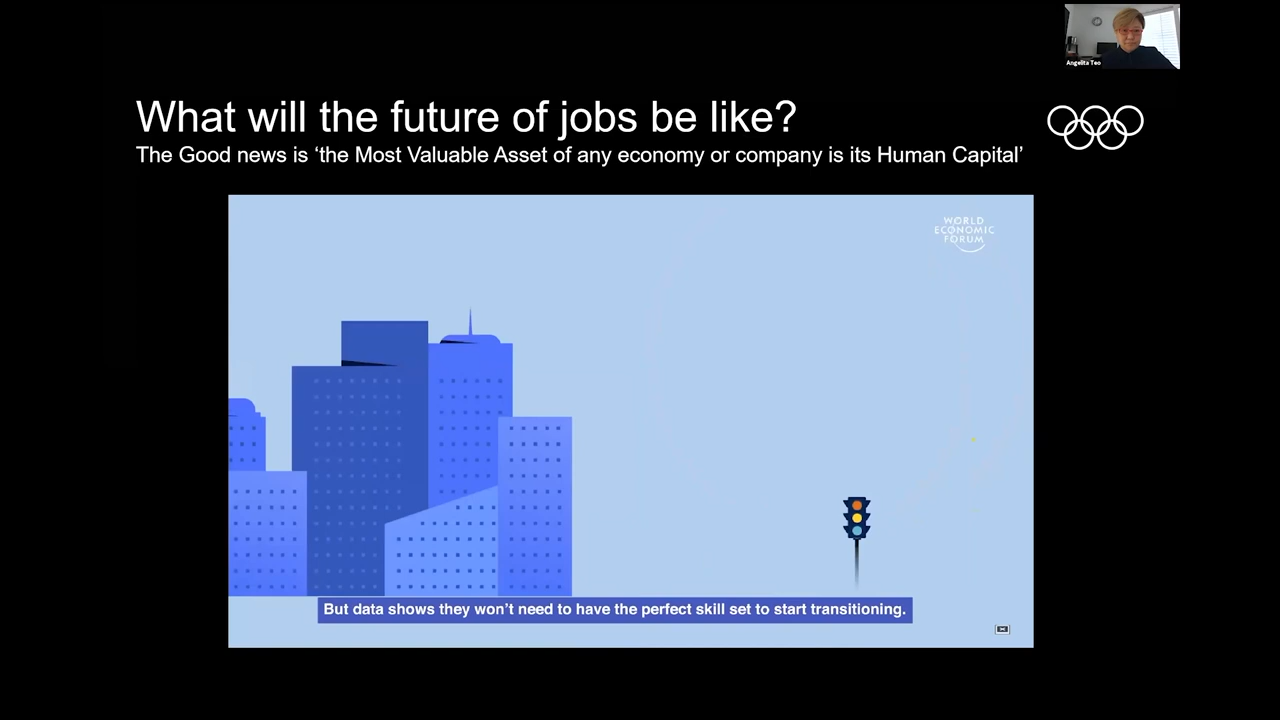 Angelita Teo
What will the future of jobs be like?
The Good news is ‘the Most Valuable Asset of any economy or company is its Human Capital’
WORLD
ECONOMIC
FORUM
But data shows they won’t need to have the perfect skill set to start transitioning.